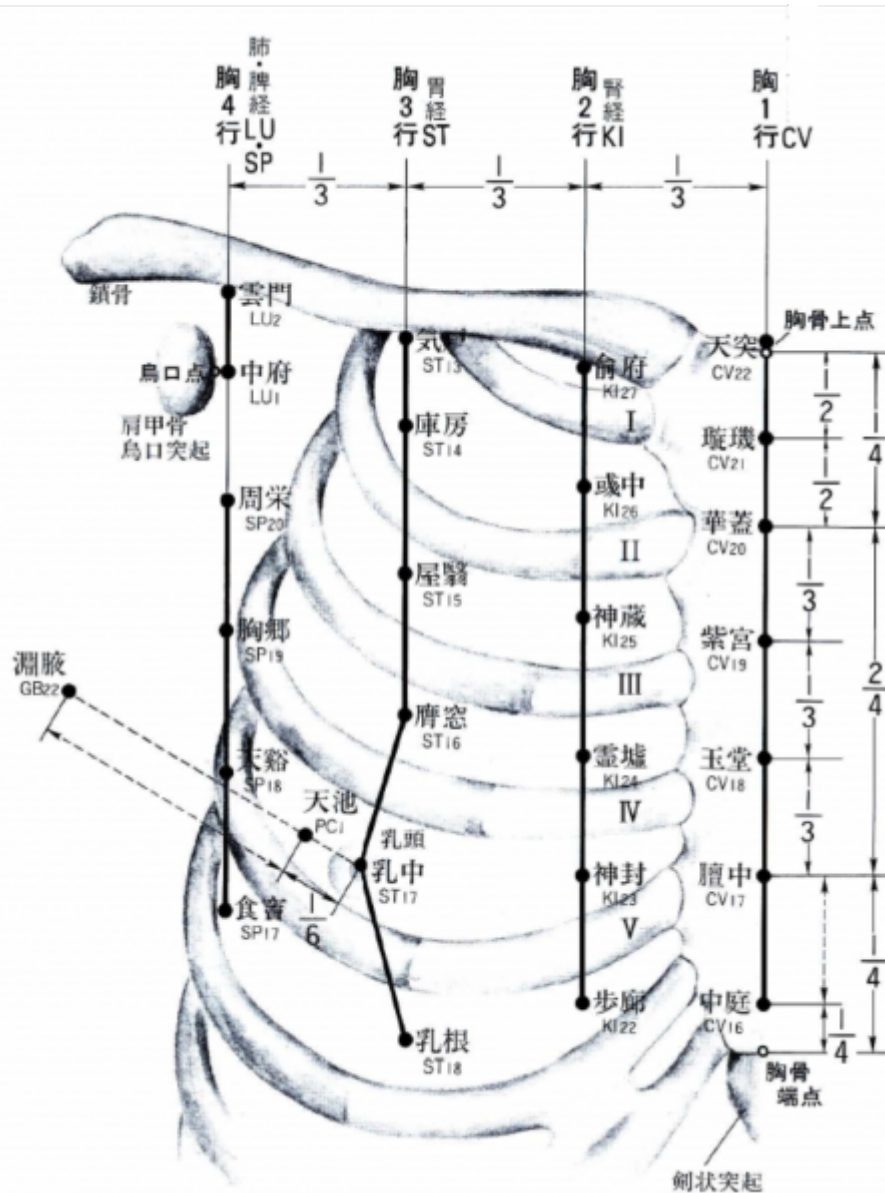 胸4行
肺・脾経
LU・SP
胸3行
胃経
ST
胸2行
腎経
KI
胸1行
CV
1/3
1/3
1/3
鎖骨
雲門
LU2
烏口点
中府
LU1
肩甲骨
烏口突起
周栄
SP20
胸郷
SP19
天谿
SP18
食竇
SP17
淵腋
GB22
天池
PC1
1/6
ST13
庫房
ST14
屋翳
ST15
膺窓
ST16
乳頭
乳中
ST17
乳根
ST18
兪府
KI27
彧中
KI26
神蔵
KI25
霊墟
KI24
神封
KI23
歩廊
KI22
I
II
III
IV
V
胸骨上点
天突
CV22
璇璣
CV21
華蓋
CV20
紫宮
CV19
玉堂
CV18
膻中
CV17
中庭
CV16
胸骨
端点
剣状突起
1/2
1/2
1/4
1/3
1/3
1/3
2/4
1/4
1/4